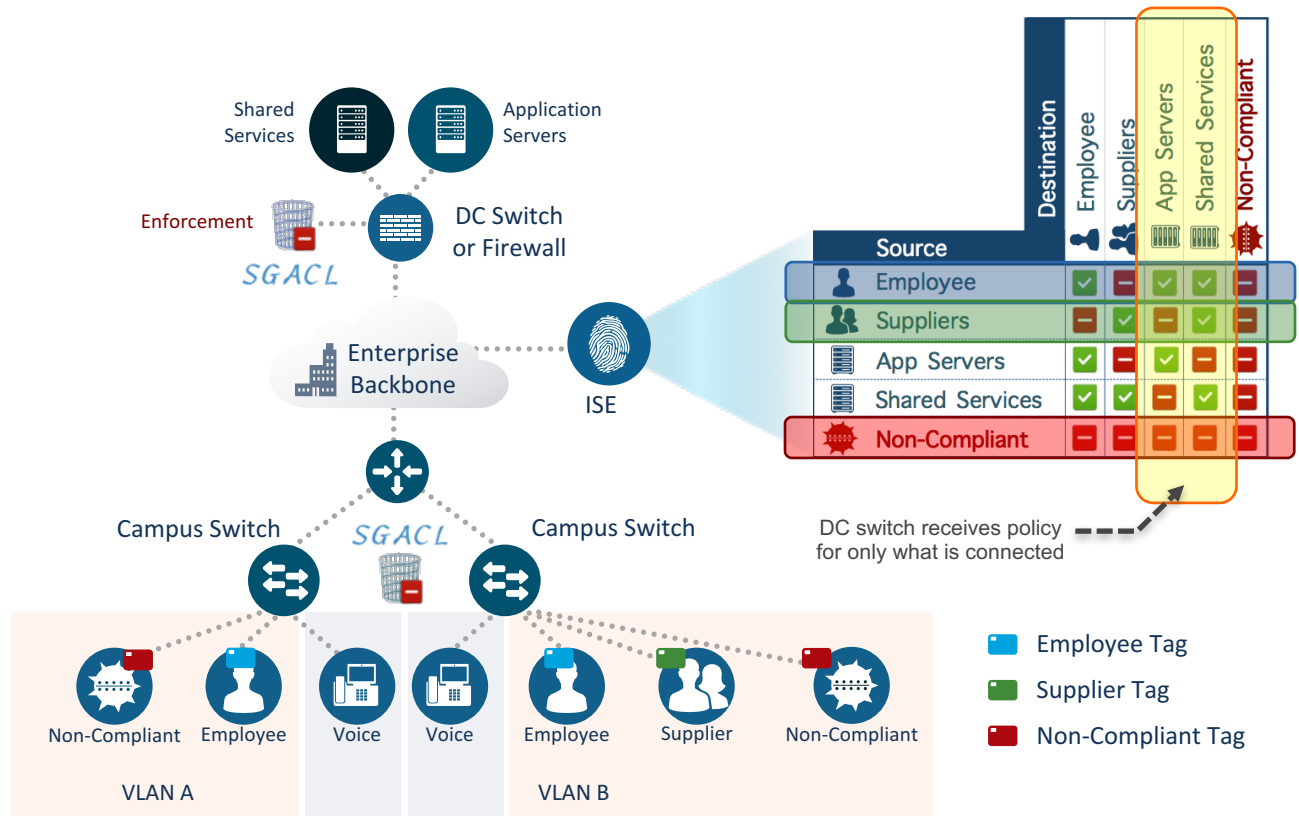 Shared
Services
Application
Servers
Enforcement
SGACL
DC Switch
or Firewall
Enterprise
Backbone
ISE
Campus Switch
SGACL
Campus Switch
Non-Compliant
Employee
Voice
Voice
Employee
Supplier
Non-Compliant
VLAN A
VLAN B
Destination
Employee
Suppliers
App Servers
Shared Services
Non-Compliant
Source
Employee
Suppliers
App Servers
Shared Services
Non-Compliant
DC switch receives policy
for only what is connected
Employee Tag
Supplier Tag
Non-Compliant Tag